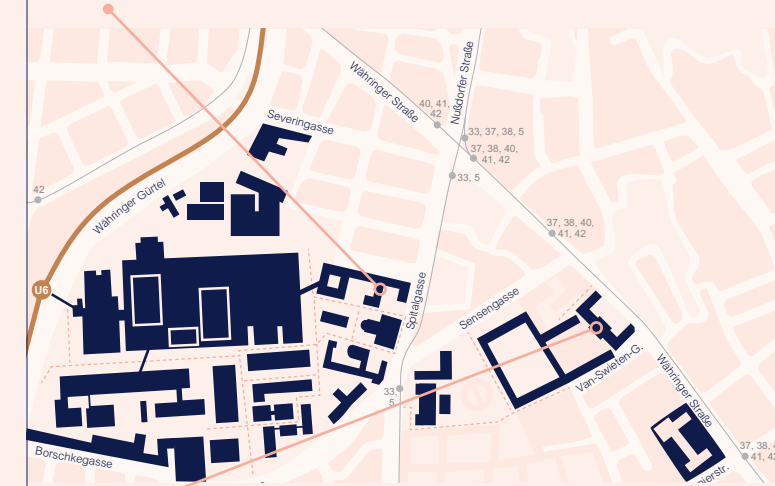 Währinger Straße
Nußdorfer Straße
40, 41,
42
Severingasse
33, 37, 38, 5
37, 38, 40,
41, 42
33, 5
42
Währinger Gürtel
37, 38, 40,
41, 42
U6
Spitalgasse
Sensengasse
Van-Swieten-G.
Währinger Straße
33,
5
37, 38,
41, 42
Borschkegasse